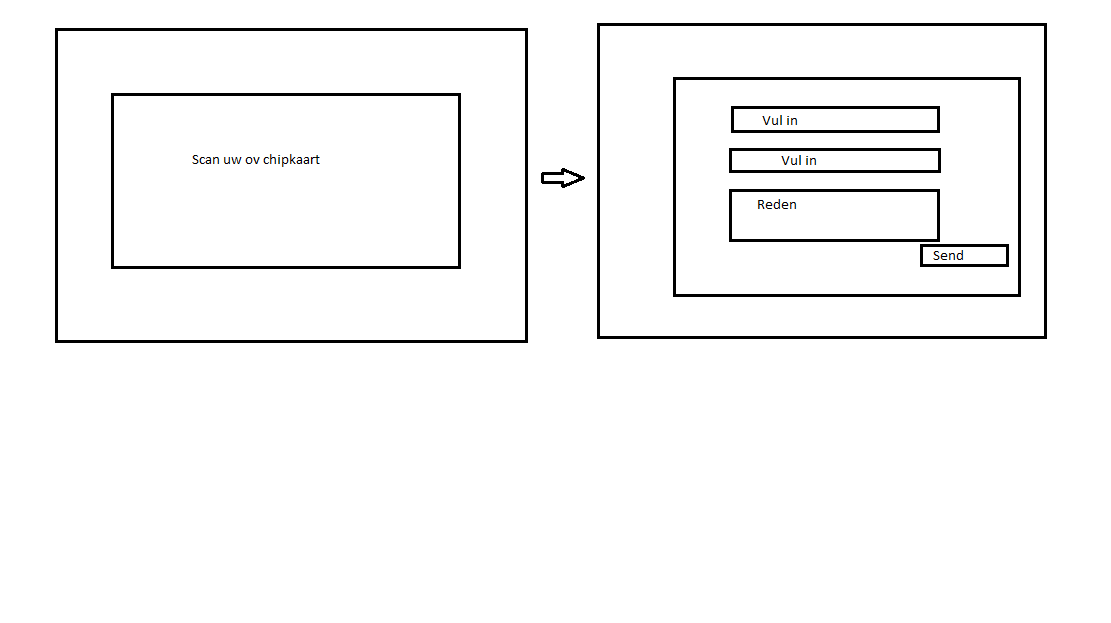 Scan uw ov chipkaart
Vul in
Vul in
Reden
Send